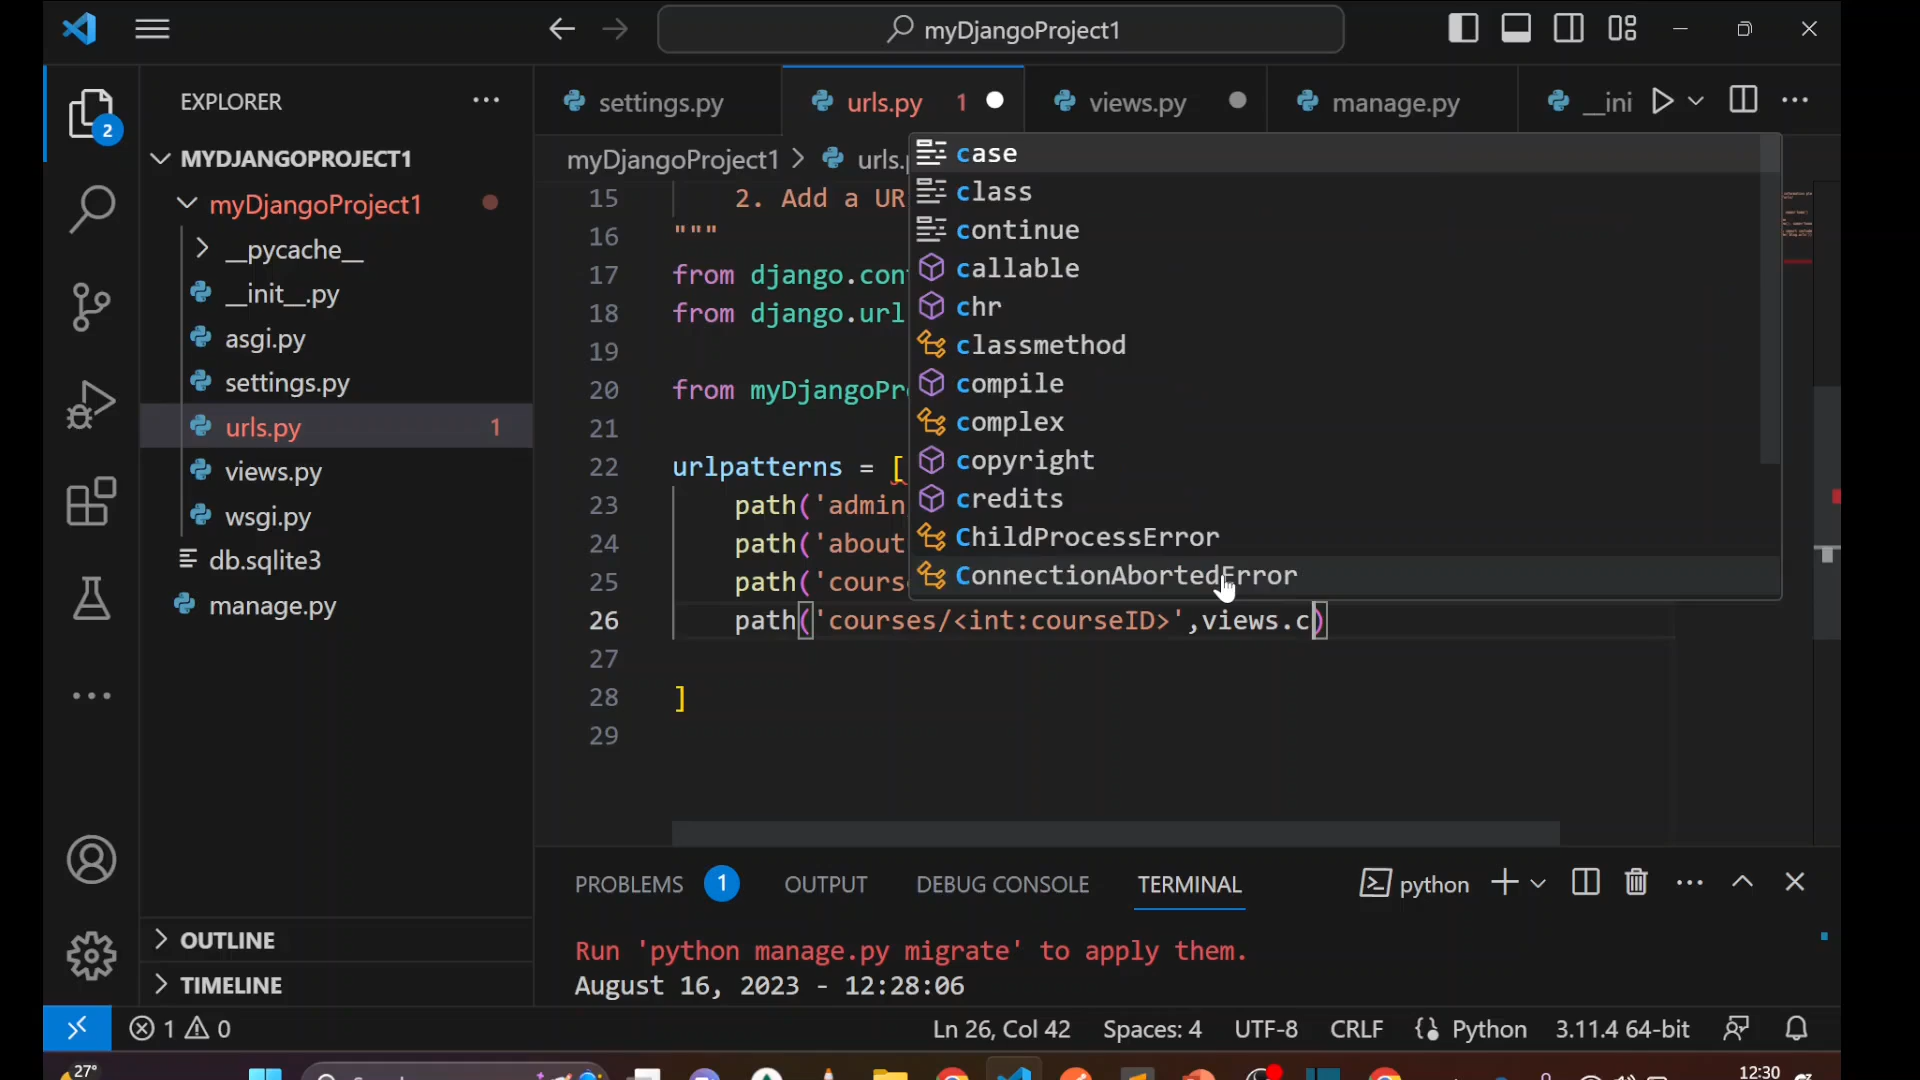 myDjangoProject1
EXPLORER
settings.py
urls.py 1
views.py
manage.py
__ini
MYDJANGOPROJECT1
myDjangoProject1
__pycache__
__init__.py
asgi.py
settings.py
urls.py 1
views.py
wsgi.py
db.sqlite3
manage.py
OUTLINE
TIMELINE
2
myDjangoProject1 > urls.
15 2. Add a UR
16 """
17 from django.con
18 from django.url
19
20 from myDjangoPr
21
22 urlpatterns = [
23 path('admin
24 path('about
25 path('cours
26 path('courses/<int:courseID>',views.c)
27
28 ]
29
case
class
continue
callable
chr
classmethod
compile
complex
copyright
credits
ChildProcessError
ConnectionAbortedError
PROBLEMS 1 OUTPUT DEBUG CONSOLE TERMINAL python
Run 'python manage.py migrate' to apply them.
August 16, 2023 - 12:28:06
1 0 Ln 26, Col 42 Spaces: 4 UTF-8 CRLF Python 3.11.4 64-bit
27°
12:30